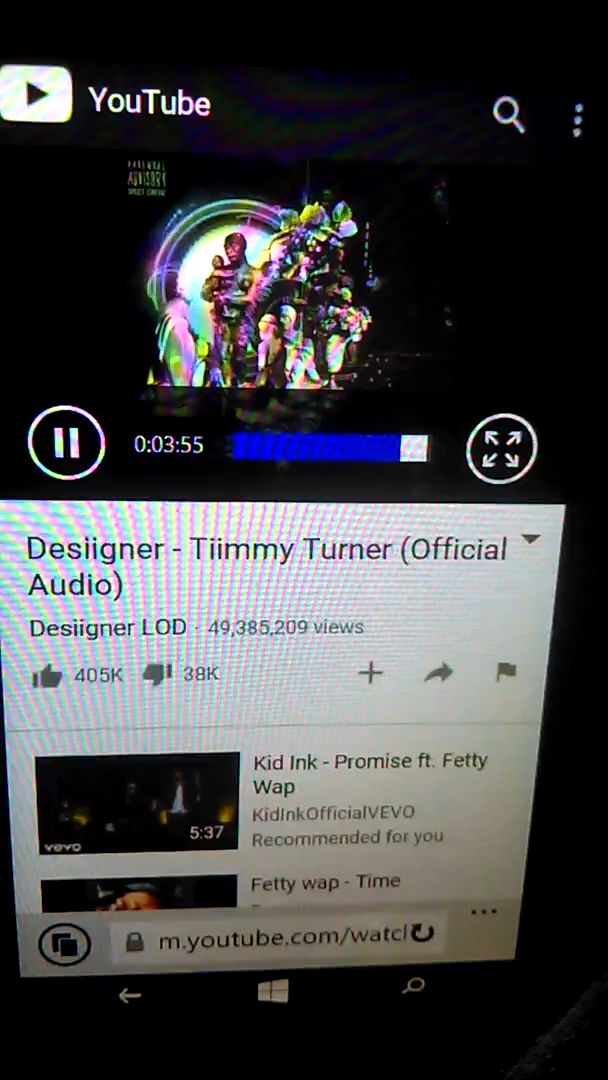 YouTube
PARENTAL
ADVISORY
0:03:55
Desiigner - Tiimmy Turner (Official
Audio)
Desiigner LOD · 49,385,209 views
405K 38K
Kid Ink - Promise ft. Fetty
Wap
KidInkOfficialVEVO
Recommended for you
5:37
vevo
Fetty wap - Time
m.youtube.com/watcl